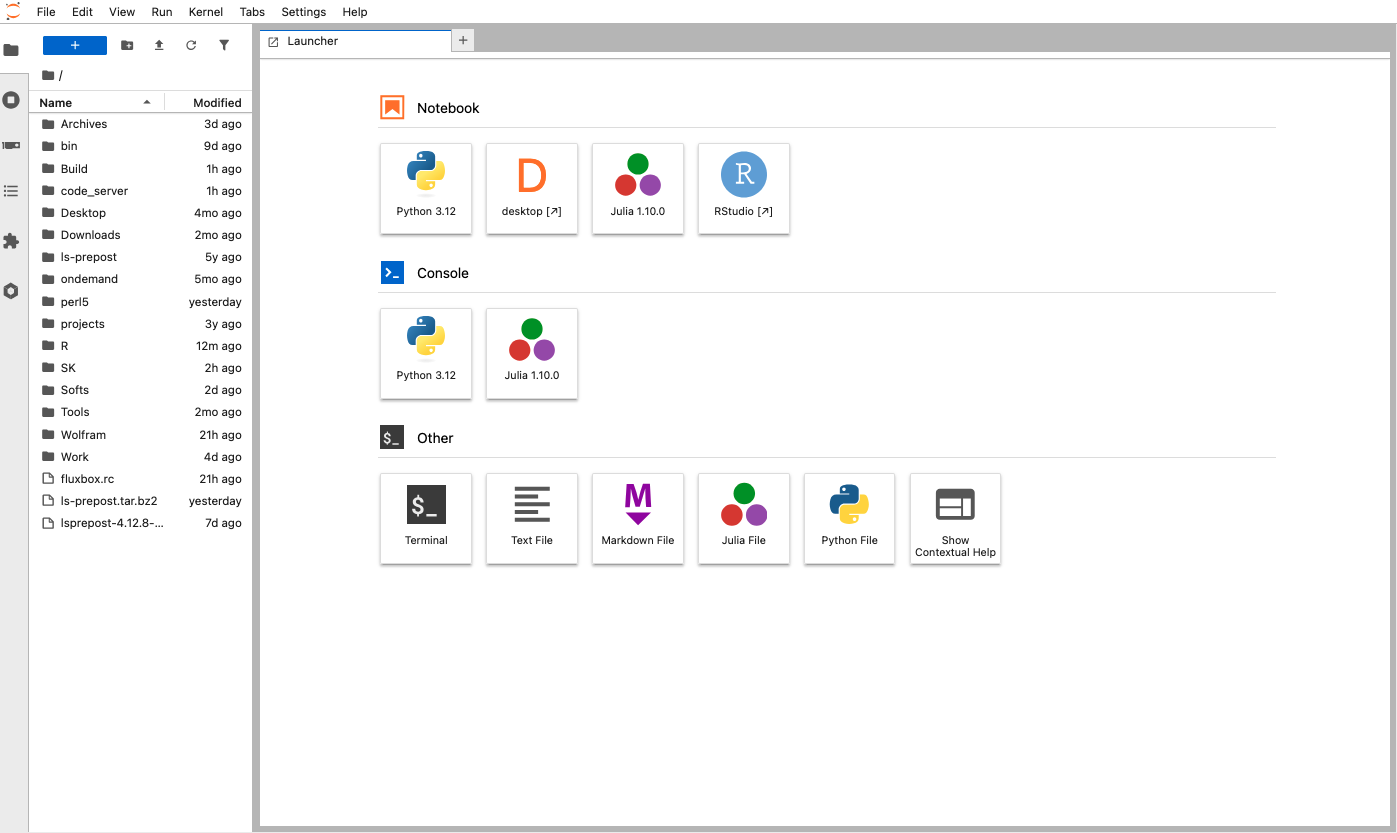 File Edit View Run Kernel Tabs Settings Help
Launcher
/
Name Modified
Archives 3d ago
bin 9d ago
Build 1h ago
code_server 1h ago
Desktop 4mo ago
Downloads 2mo ago
ls-prepost 5y ago
ondemand 5mo ago
perl5 yesterday
projects 3y ago
R 12m ago
SK 2h ago
Softs 2d ago
Tools 2mo ago
Wolfram 21h ago
Work 4d ago
fluxbox.rc 21h ago
ls-prepost.tar.bz2 yesterday
lsprepost-4.12.8-... 7d ago
Notebook
D
R
Python 3.12
desktop [↗]
Julia 1.10.0
RStudio [↗]
Console
Python 3.12
Julia 1.10.0
$_ Other
$_
M
Terminal
Text File
Markdown File
Julia File
Python File
Show
Contextual Help